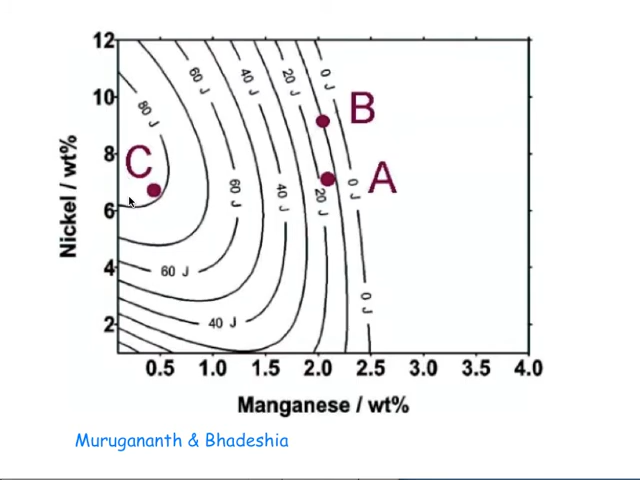 12
10
8
6
4
2
Nickel / wt%
60 J
40 J
20 J
0 J
80 J
B
C
A
60 J
40 J
20 J
0 J
60 J
0 J
40 J
0.5 1.0 1.5 2.0 2.5 3.0 3.5 4.0
Manganese / wt%
Murugananth & Bhadeshia